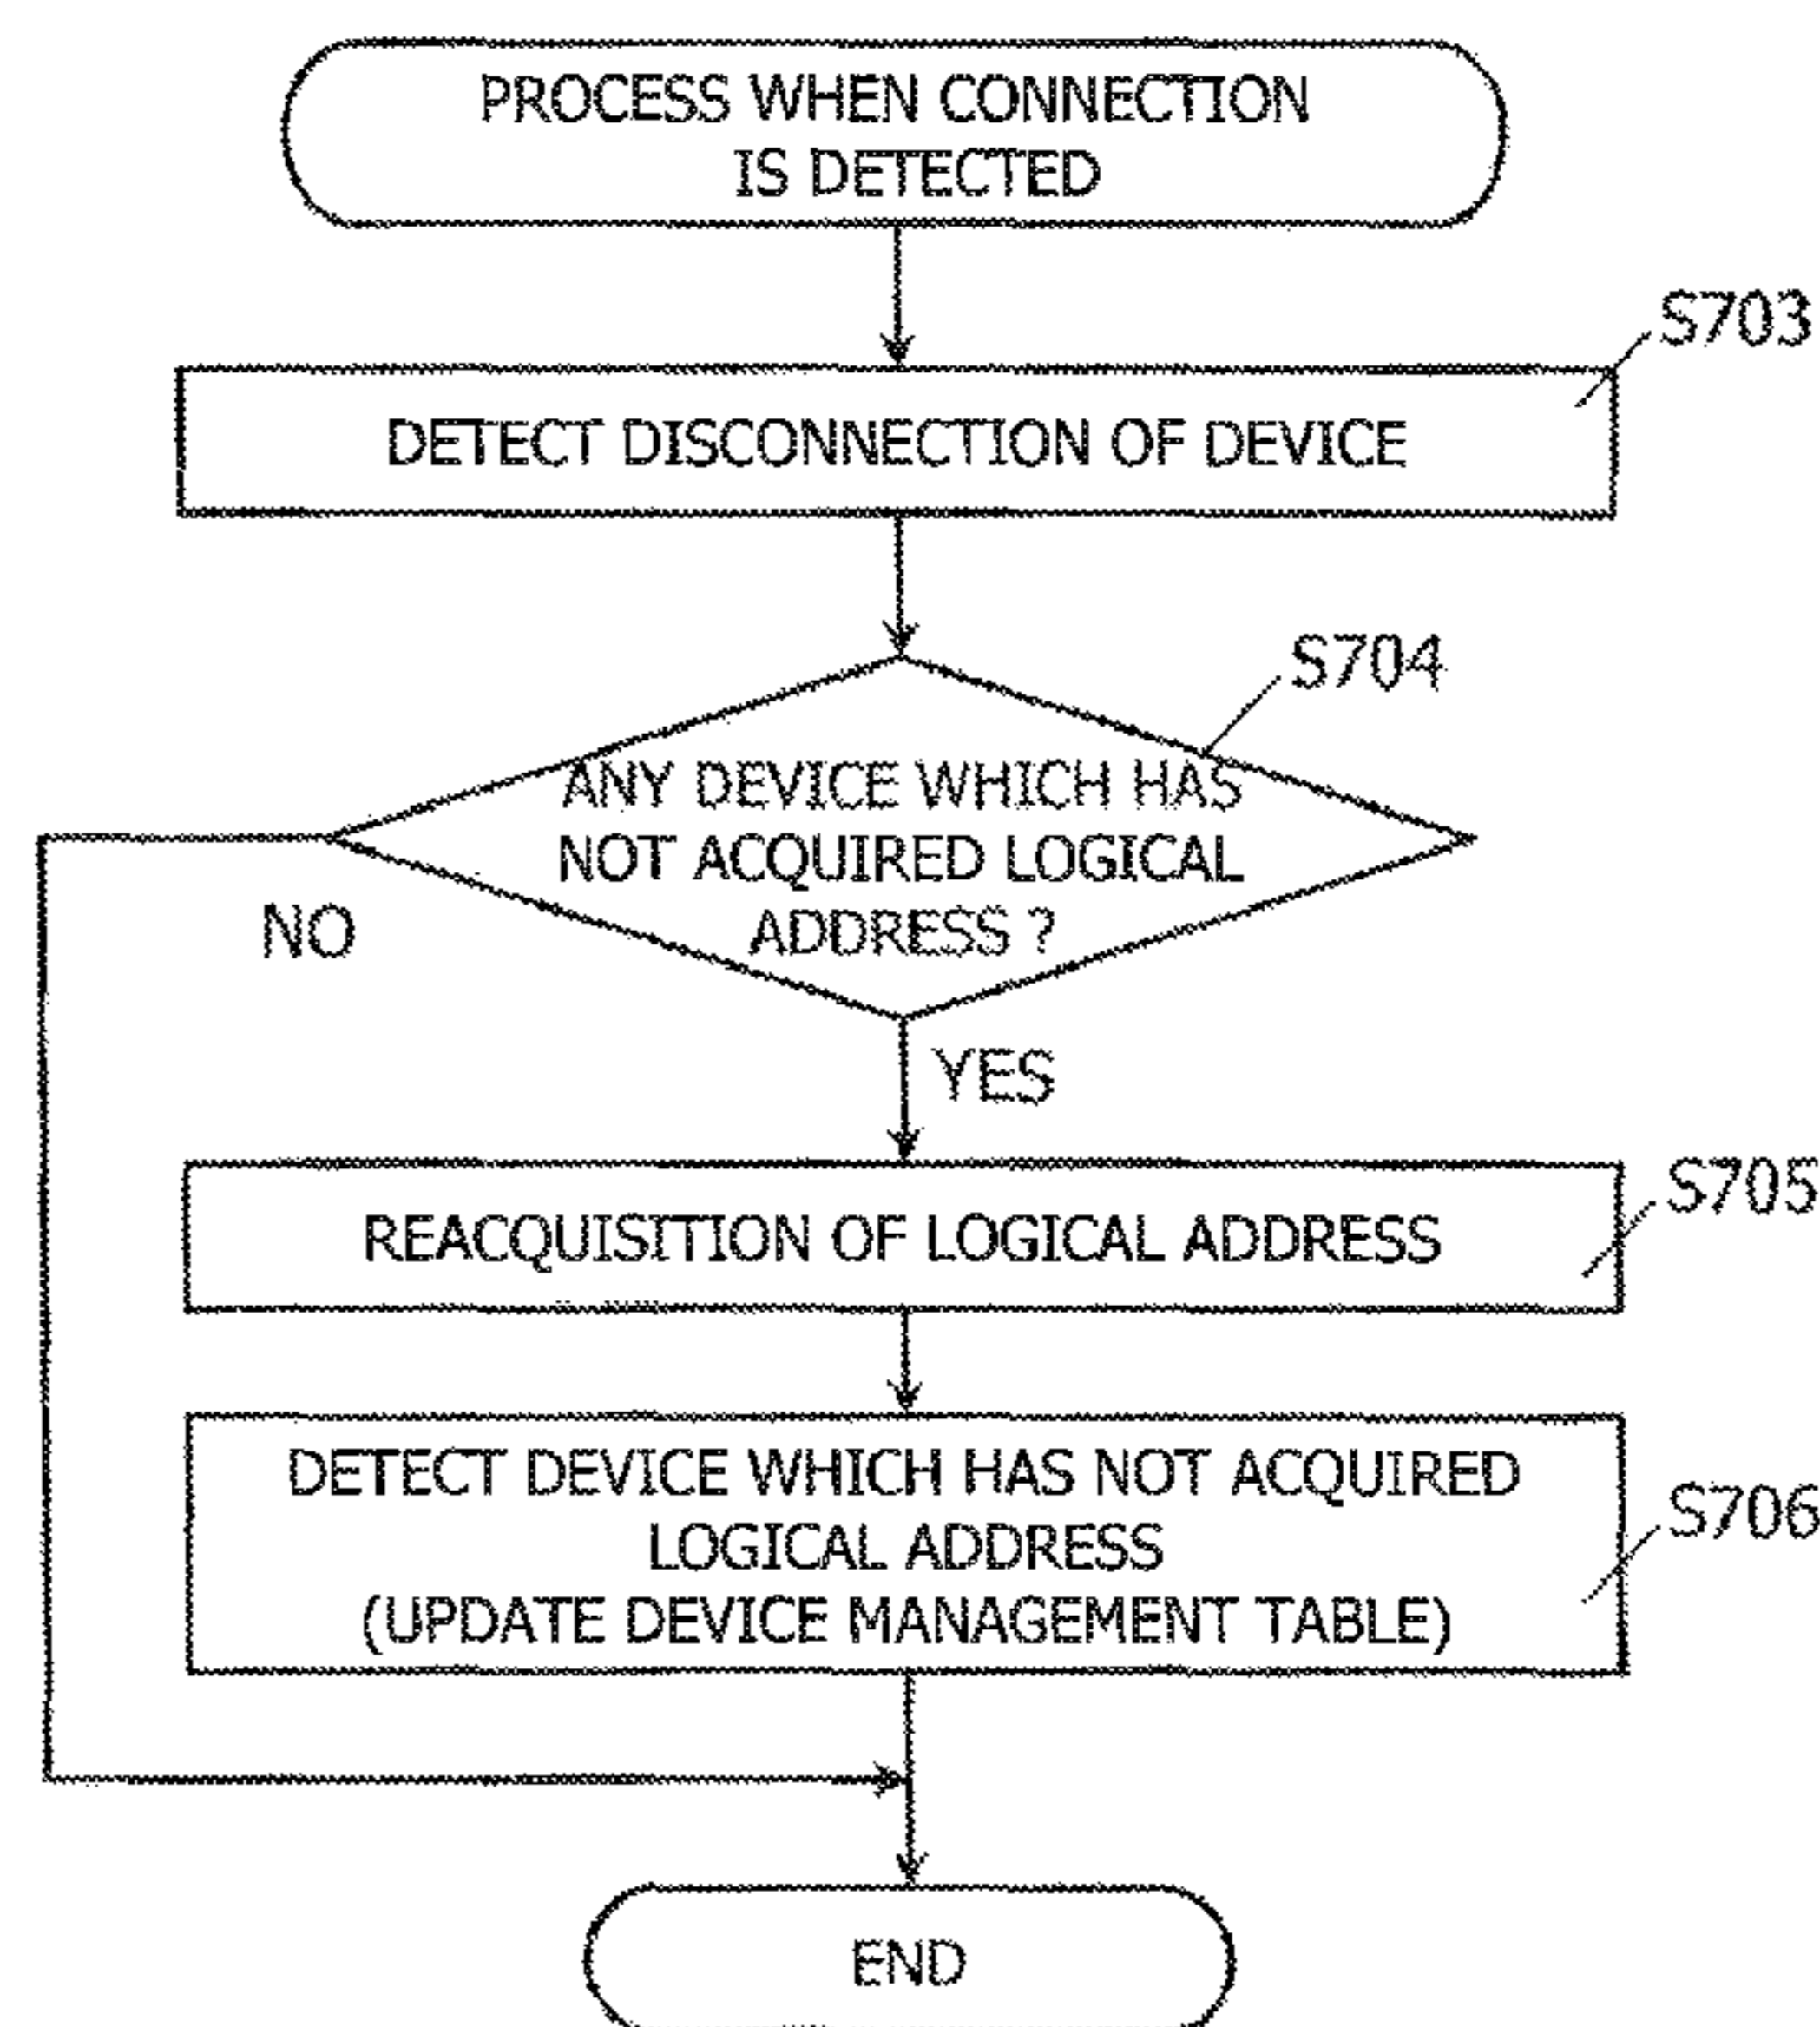 PROCESS WHEN CONNECTION
IS DETECTED
S703
DETECT DISCONNECTION OF DEVICE
S704
ANY DEVICE WHICH HAS
NOT ACQUIRED LOGICAL
ADDRESS ?
NO
YES
S705
REACQUISITION OF LOGICAL ADDRESS
DETECT DEVICE WHICH HAS NOT ACQUIRED
S706
LOGICAL ADDRESS
(UPDATE DEVICE MANAGEMENT TABLE)
END